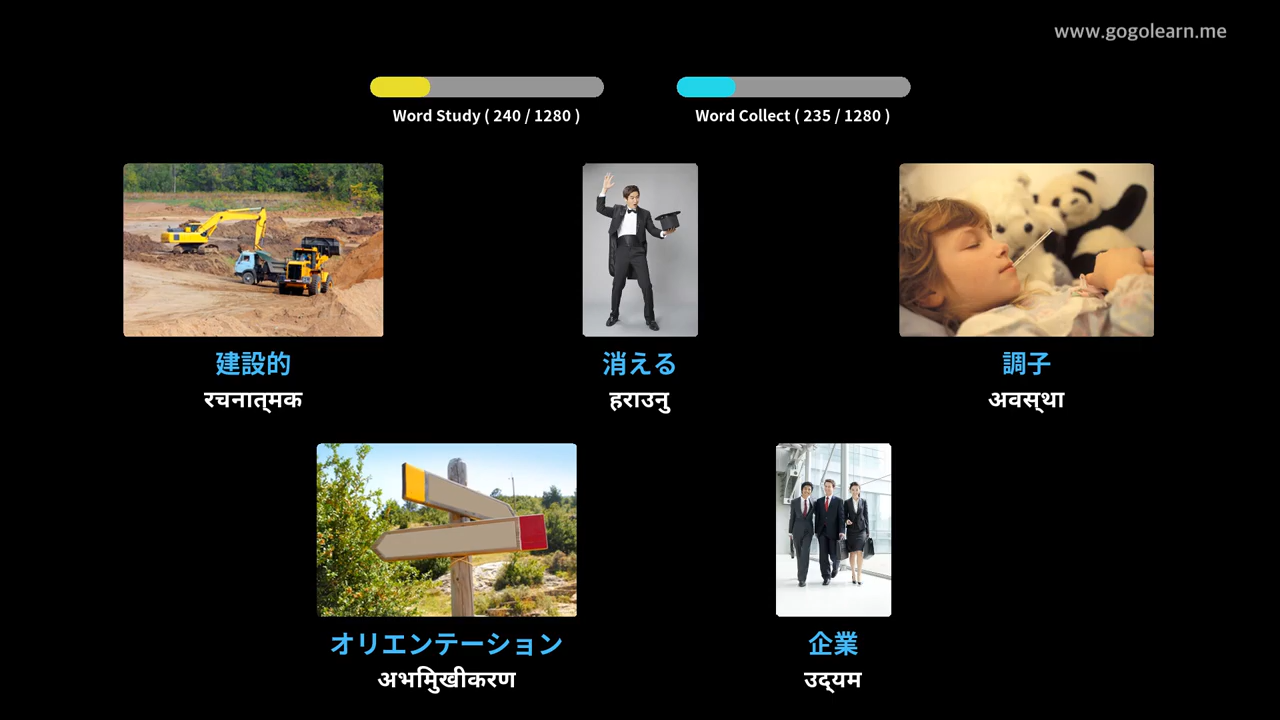 www.gogolearn.me
Word Study ( 240 / 1280 )
Word Collect ( 235 / 1280 )
建設的
रचनात्मक
消える
हराउनु
調子
अवस्था
オリエンテーション
अभिमुखीकरण
企業
उद्यम